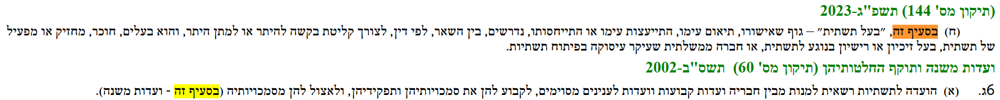 (תיקון מס' 144) תשפ"ג-2023
(ח) בסעיף זה, "בעל תשתית" – גוף שאישורו, תיאום עימו, התייעצות עימו או התייחסותו, נדרשים, בין השאר, לפי דין, לצורך קליטת בקשה להיתר או למתן היתר, והוא בעלים, חוכר, מחזיק או מפעיל
של תשתית, בעל זיכיון או רישיון בנוגע לתשתית, או חברה ממשלתית שעיקר עיסוקה בפיתוח תשתיות.
ועדות משנה ותוקף החלטותיהן (תיקון מס' 60) תשס"ב-2002
6ג. (א) הועדה לתשתיות רשאית למנות מבין חבריה ועדות קבועות וועדות לענינים מסוימים, לקבוע להן את סמכויותיהן ותפקידיהן, ולאצול להן מסמכויותיה (בסעיף זה - ועדות משנה).